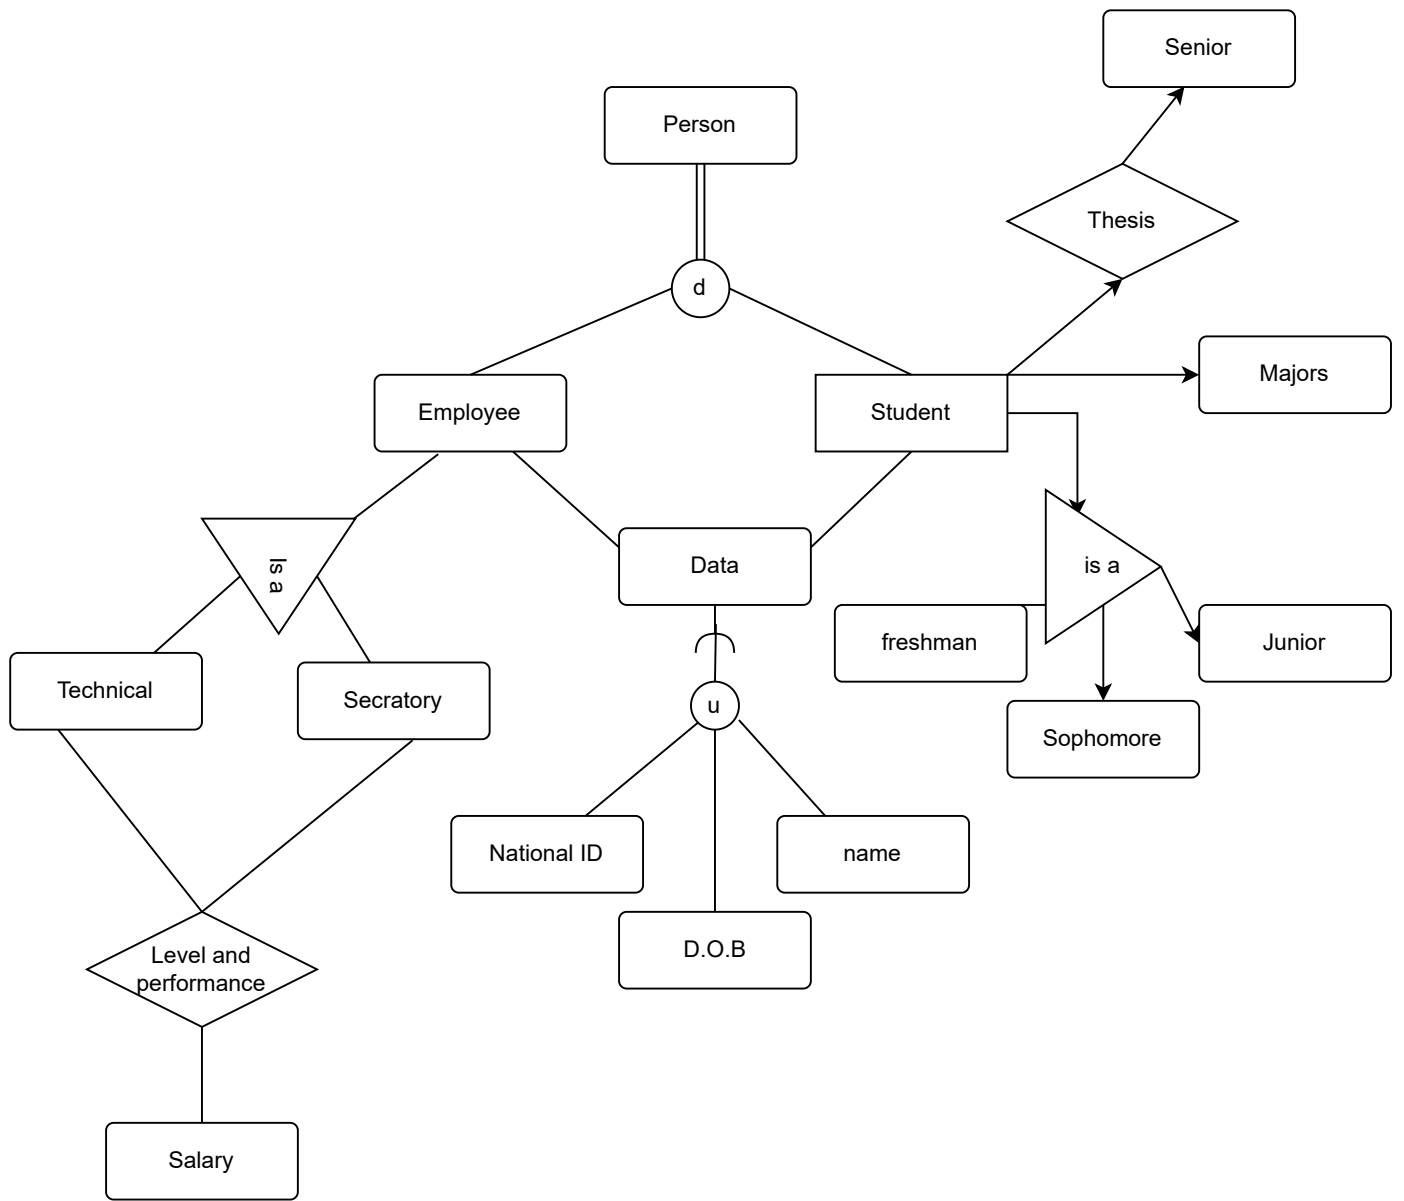 Senior
Person
Thesis
d
Majors
Employee
Student
Is a
Data
is a
freshman
Junior
Technical
Secratory
u
Sophomore
National ID
name
D.O.B
Level and
performance
Salary